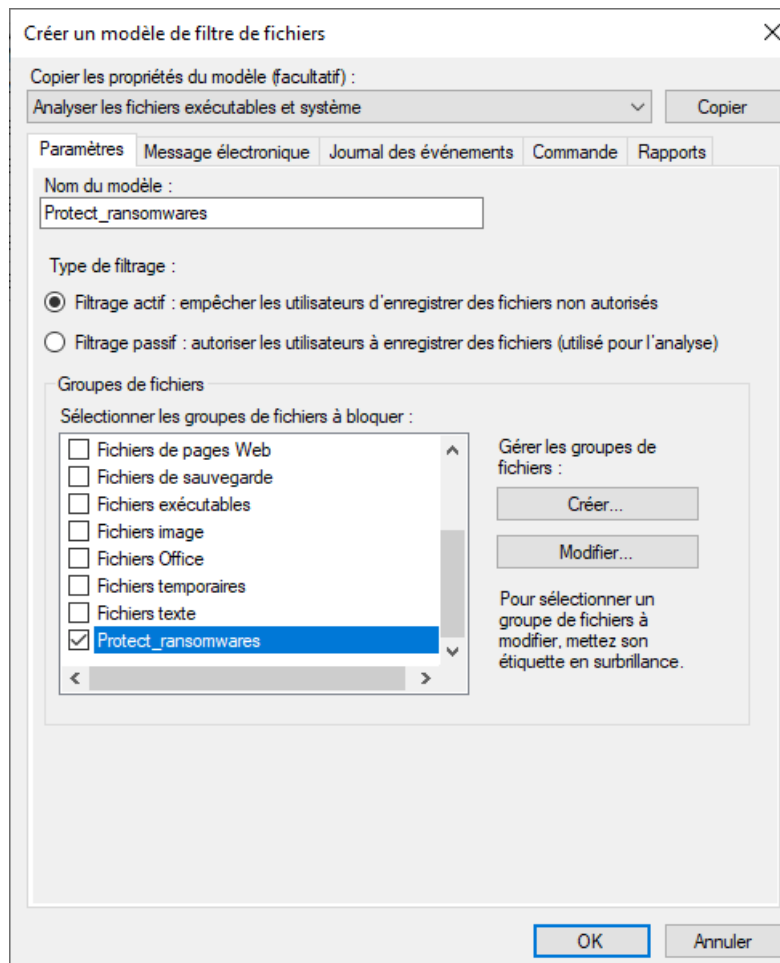 Créer un modèle de filtre de fichiers
Copier les propriétés du modèle (facultatif) :
Analyser les fichiers exécutables et système
Copier
Paramètres
Message électronique
Journal des événements
Commande
Rapports
Nom du modèle :
Protect_ransomwares
Type de filtrage :
Filtrage actif : empêcher les utilisateurs d'enregistrer des fichiers non autorisés
Filtrage passif : autoriser les utilisateurs à enregistrer des fichiers (utilisé pour l'analyse)
Groupes de fichiers
Sélectionner les groupes de fichiers à bloquer :
Fichiers de pages Web
Fichiers de sauvegarde
Fichiers exécutables
Fichiers image
Fichiers Office
Fichiers temporaires
Fichiers texte
Protect_ransomwares
Gérer les groupes de
fichiers :
Créer...
Modifier...
Pour sélectionner un
groupe de fichiers à
modifier, mettez son
étiquette en surbrillance.
OK
Annuler